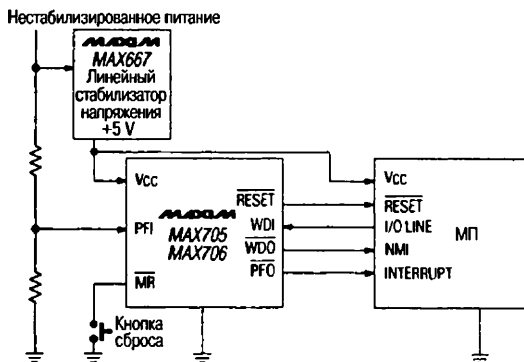 Нестабилизированное питание
MAXIM
MAX667
Линейный
стабилизатор
напряжения
+5 V
Vcc
PFI
MR
MAXIM
MAX705
MAX706
RESET
WDI
WDO
PFO
Vcc
RESET
I/O LINE
NMI
INTERRUPT
МП
Кнопка
сброса